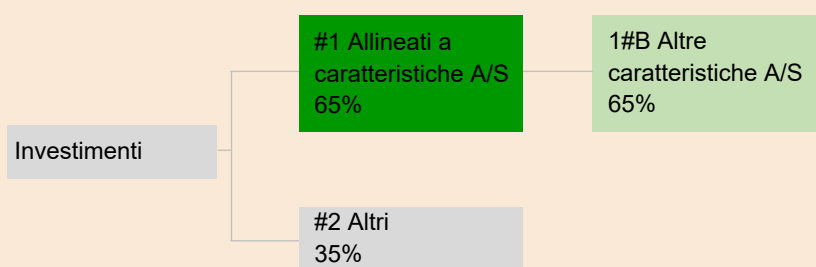 Investimenti
#1 Allineati a
caratteristiche A/S
65%
1#B Altre
caratteristiche A/S
65%
#2 Altri
35%